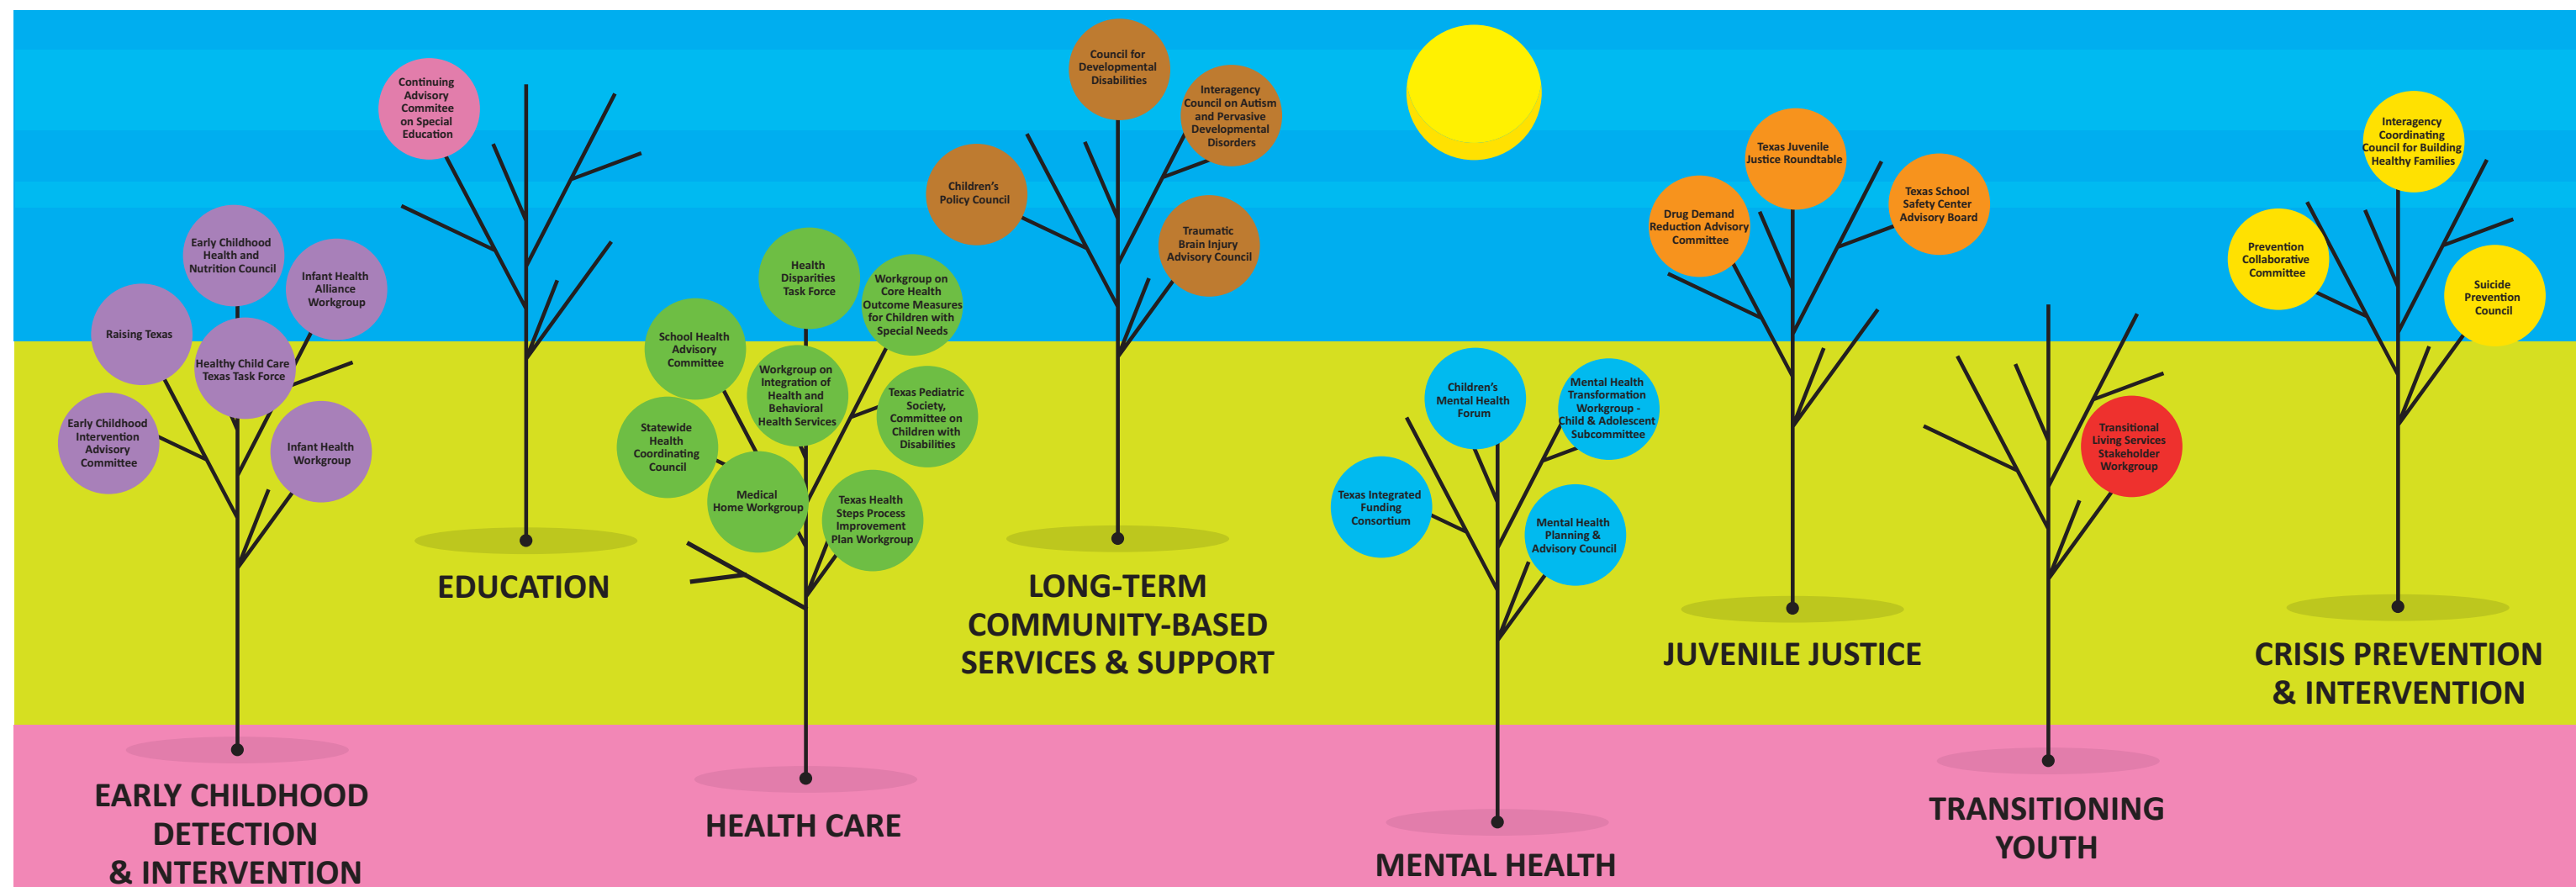 Early Childhood
Health and
Nutrition Council
Infant Health
Alliance
Workgroup
Raising Texas
Healthy Child Care
Texas Task Force
Early Childhood
Intervention
Advisory
Committee
Infant Health
Workgroup
EARLY CHILDHOOD
DETECTION
& INTERVENTION
Continuing
Advisory
Commitee
on Special
Education
EDUCATION
Health
Disparities
Task Force
Workgroup on
Core Health
Outcome Measures
for Children with
Special Needs
School Health
Advisory
Committee
Workgroup on
Integration of
Health and
Behavioral
Health Services
Texas Pediatric
Society,
Committee on
Children with
Disabilities
Statewide
Health
Coordinating
Council
Medical
Home Workgroup
Texas Health
Steps Process
Improvement
Plan Workgroup
HEALTH CARE
Council for
Developmental
Disabilities
Interagency
Council on Autism
and Pervasive
Developmental
Disorders
Children's
Policy Council
Traumatic
Brain Injury
Advisory Council
LONG-TERM
COMMUNITY-BASED
SERVICES & SUPPORT
Children's
Mental Health
Forum
Mental Health
Transformation
Workgroup -
Child & Adolescent
Subcommittee
Texas Integrated
Funding
Consortium
Mental Health
Planning &
Advisory Council
MENTAL HEALTH
Texas Juvenile
Justice Roundtable
Drug Demand
Reduction Advisory
Committee
Texas School
Safety Center
Advisory Board
JUVENILE JUSTICE
Transitional
Living Services
Stakeholder
Workgroup
TRANSITIONING
YOUTH
Interagency
Coordinating
Council for Building
Healthy Families
Prevention
Collaborative
Committee
Suicide
Prevention
Council
CRISIS PREVENTION
& INTERVENTION